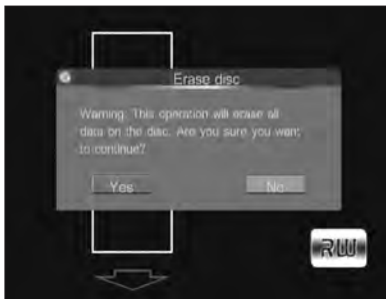 Erase disc
Warning: This operation will erase all
data on the disc. Are you sure you want
to continue?
Yes
No
RW